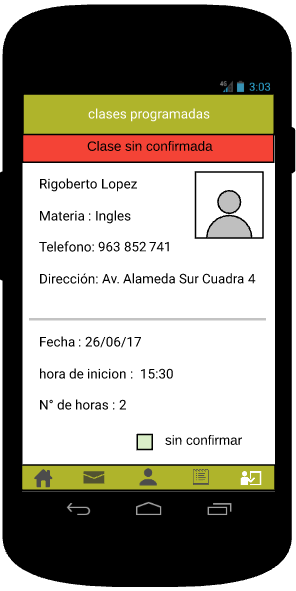 4G 3:03
clases programadas
Clase sin confirmada
Rigoberto Lopez
Materia : Ingles
Telefono: 963 852 741
Dirección: Av. Alameda Sur Cuadra 4
Fecha : 26/06/17
hora de inicion : 15:30
N° de horas : 2
sin confirmar